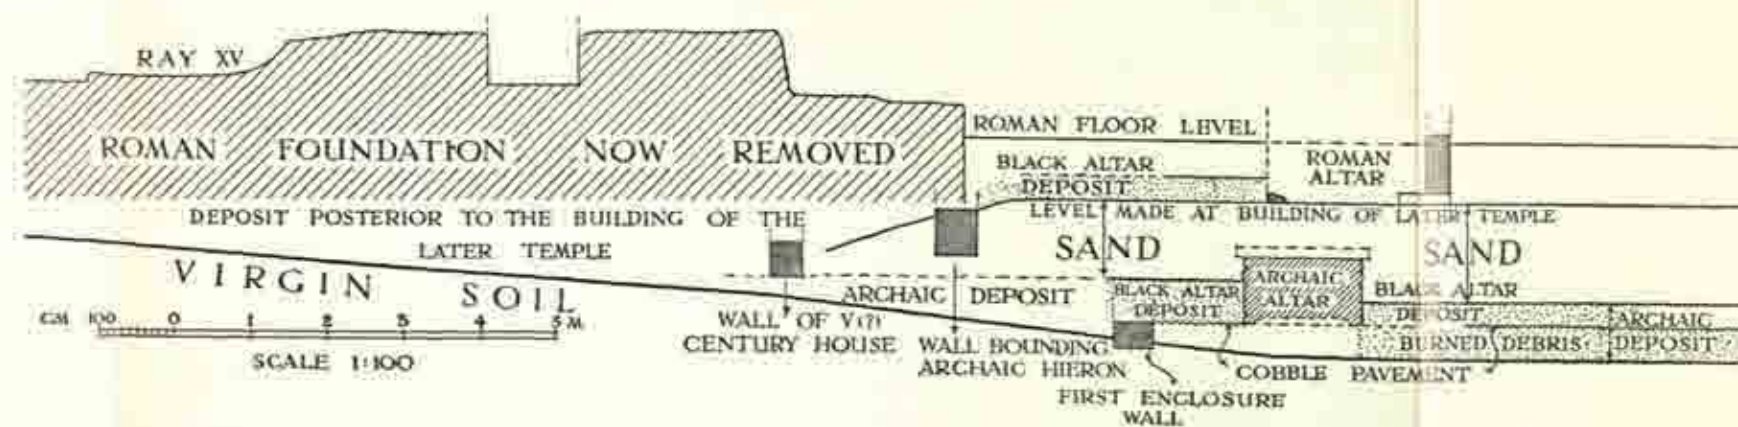 RAY XV
ROMAN FOUNDATION NOW REMOVED
ROMAN FLOOR LEVEL
BLACK ALTAR
DEPOSIT
ROMAN
ALTAR
DEPOSIT POSTERIOR TO THE BUILDING OF THE
LATER TEMPLE
LEVEL MADE AT BUILDING OF LATER TEMPLE
SAND
SAND
VIRGIN SOIL
ARCHAIC DEPOSIT
BLACK ALTAR
DEPOSIT
ARCHAIC
ALTAR
BLACK ALTAR
DEPOSIT
ARCHAIC
DEPOSIT
BURNED DEBRIS
CM 100 0 1 2 3 4 5 M
SCALE 1:100
WALL OF V(?)
CENTURY HOUSE
WALL BOUNDING
ARCHAIC HIERON
COBBLE PAVEMENT
FIRST ENCLOSURE
WALL